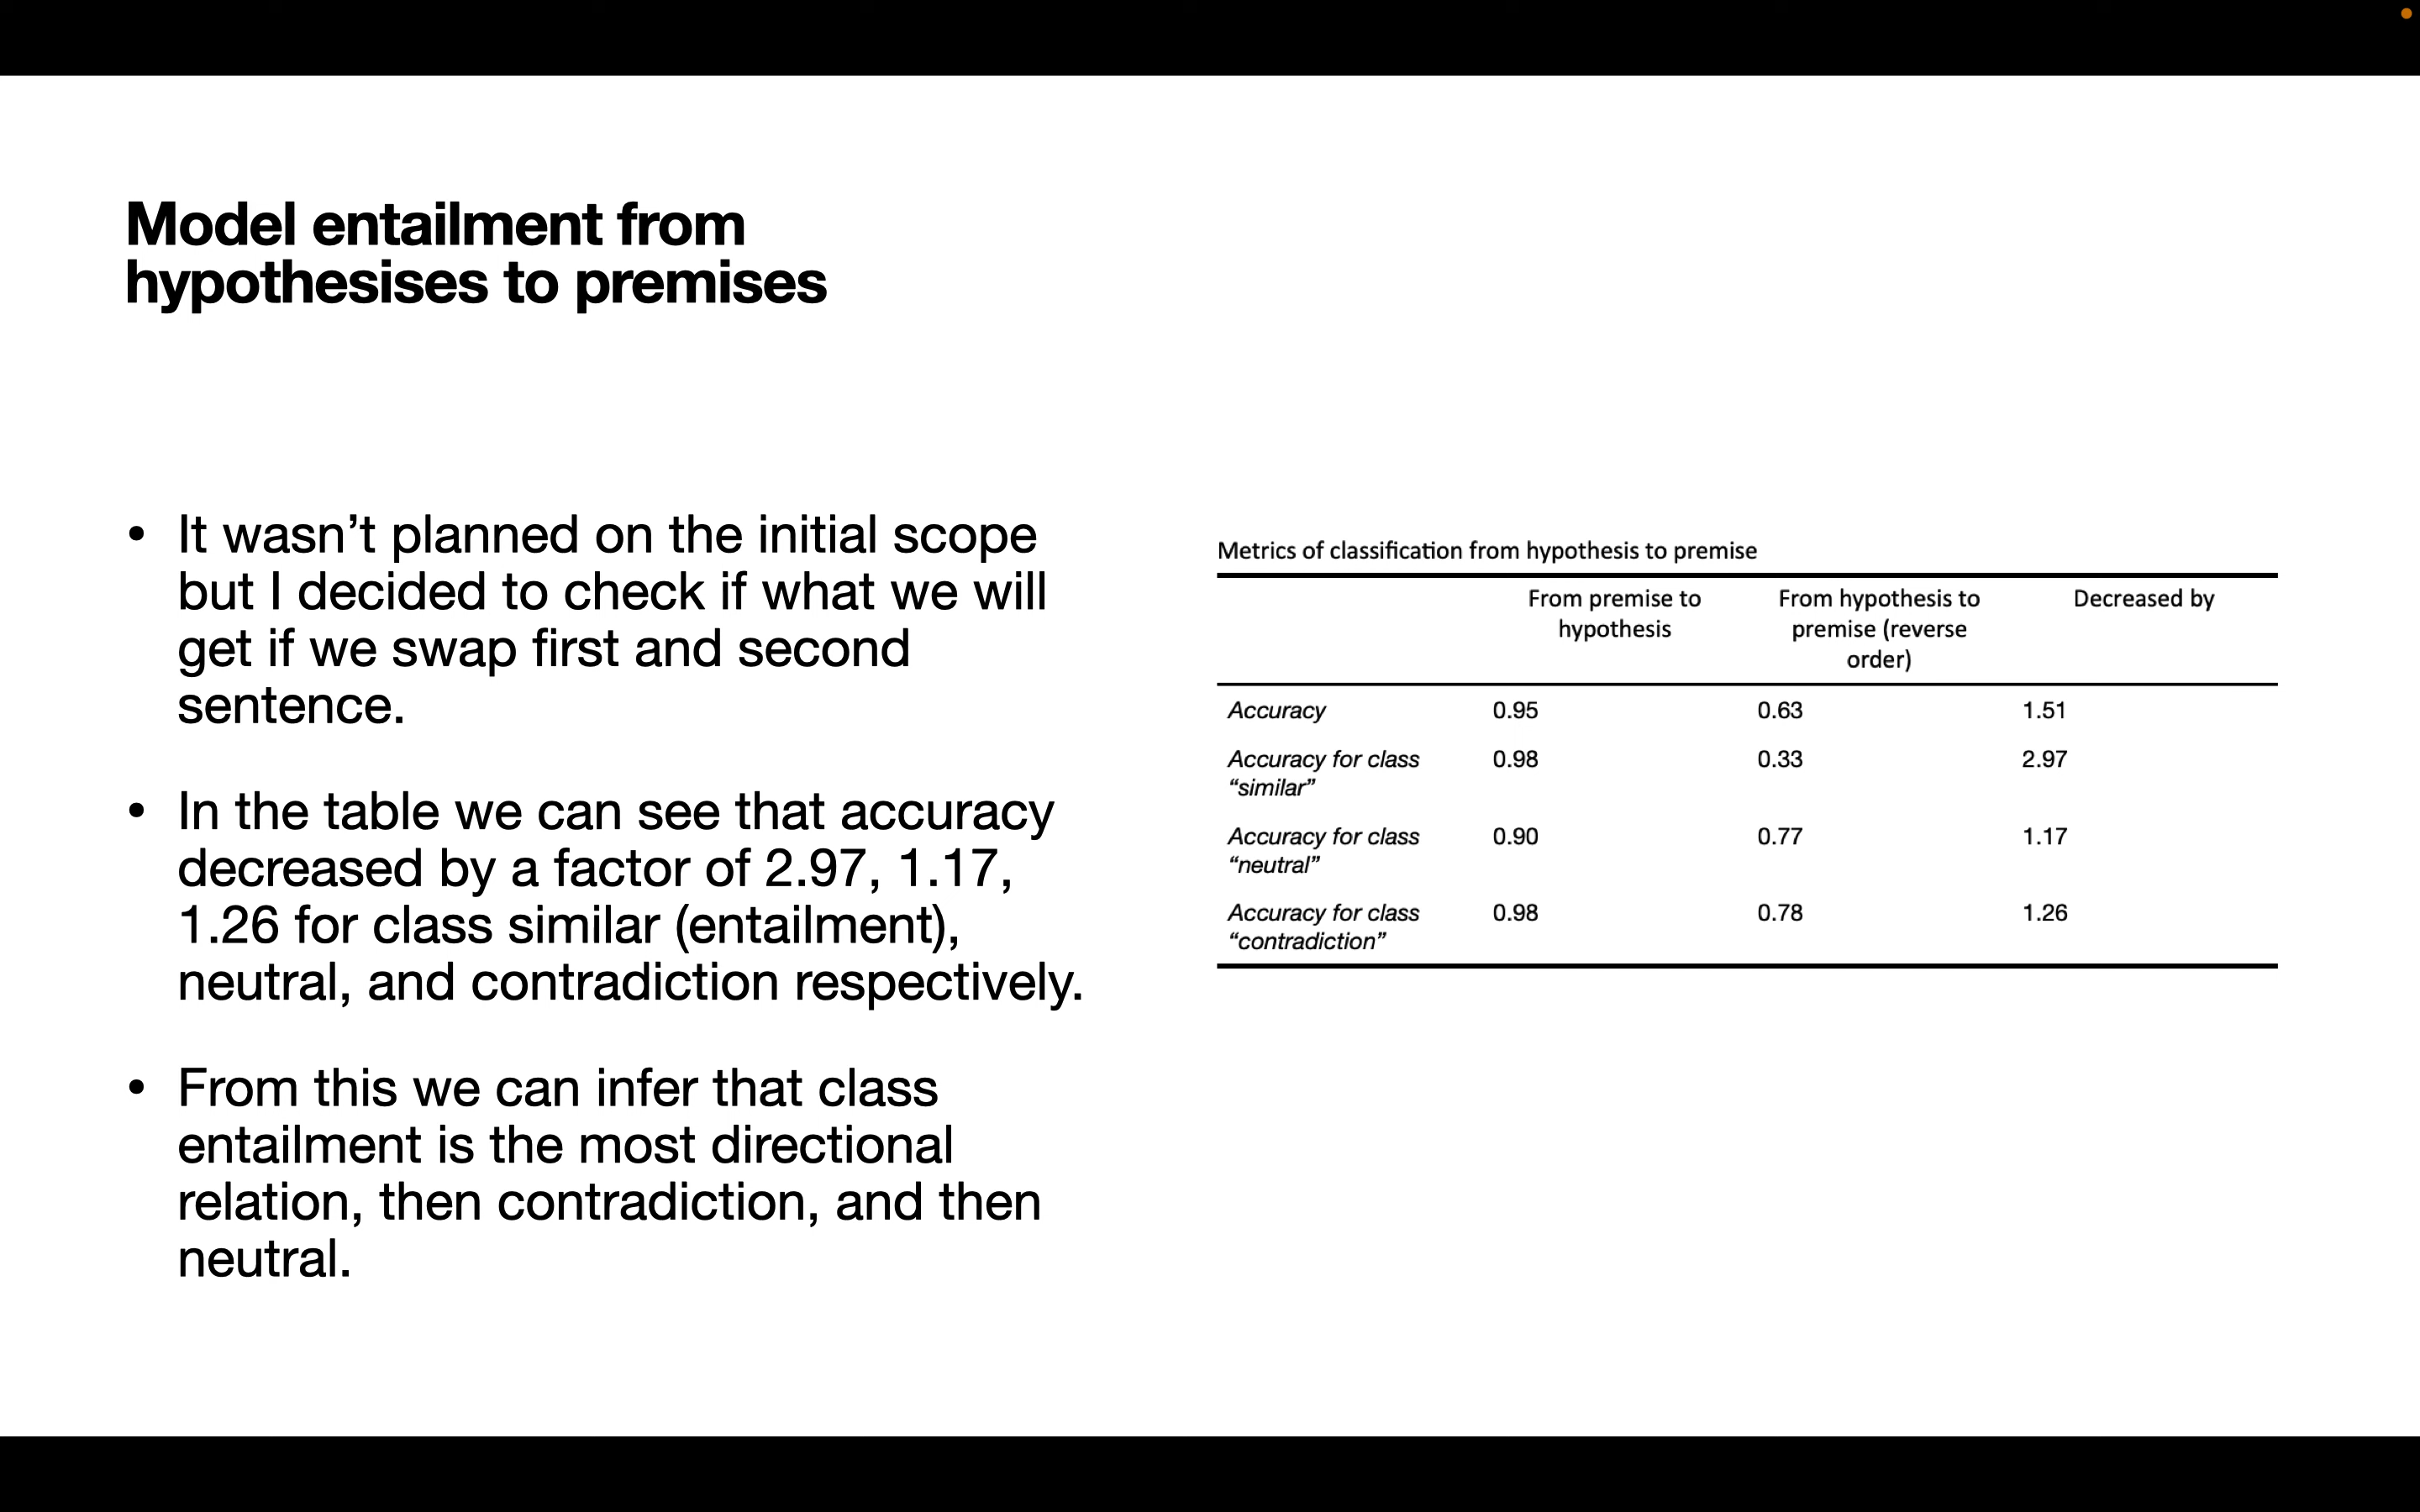 Model entailment from
hypothesises to premises
• It wasn’t planned on the initial scope
but I decided to check if what we will
get if we swap first and second
sentence.
• In the table we can see that accuracy
decreased by a factor of 2.97, 1.17,
1.26 for class similar (entailment),
neutral, and contradiction respectively.
• From this we can infer that class
entailment is the most directional
relation, then contradiction, and then
neutral.
Metrics of classification from hypothesis to premise
From premise to From hypothesis to Decreased by
hypothesis premise (reverse
order)
Accuracy 0.95 0.63 1.51
Accuracy for class 0.98 0.33 2.97
“similar”
Accuracy for class 0.90 0.77 1.17
“neutral”
Accuracy for class 0.98 0.78 1.26
“contradiction”